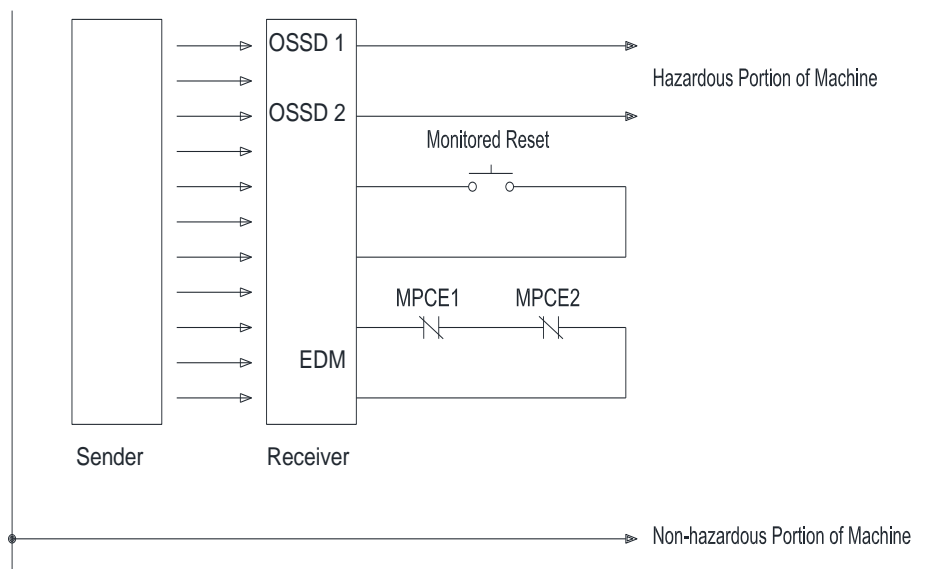 OSSD 1
Hazardous Portion of Machine
OSSD 2
Monitored Reset
MPCE1 MPCE2
EDM
Sender Receiver
Non-hazardous Portion of Machine